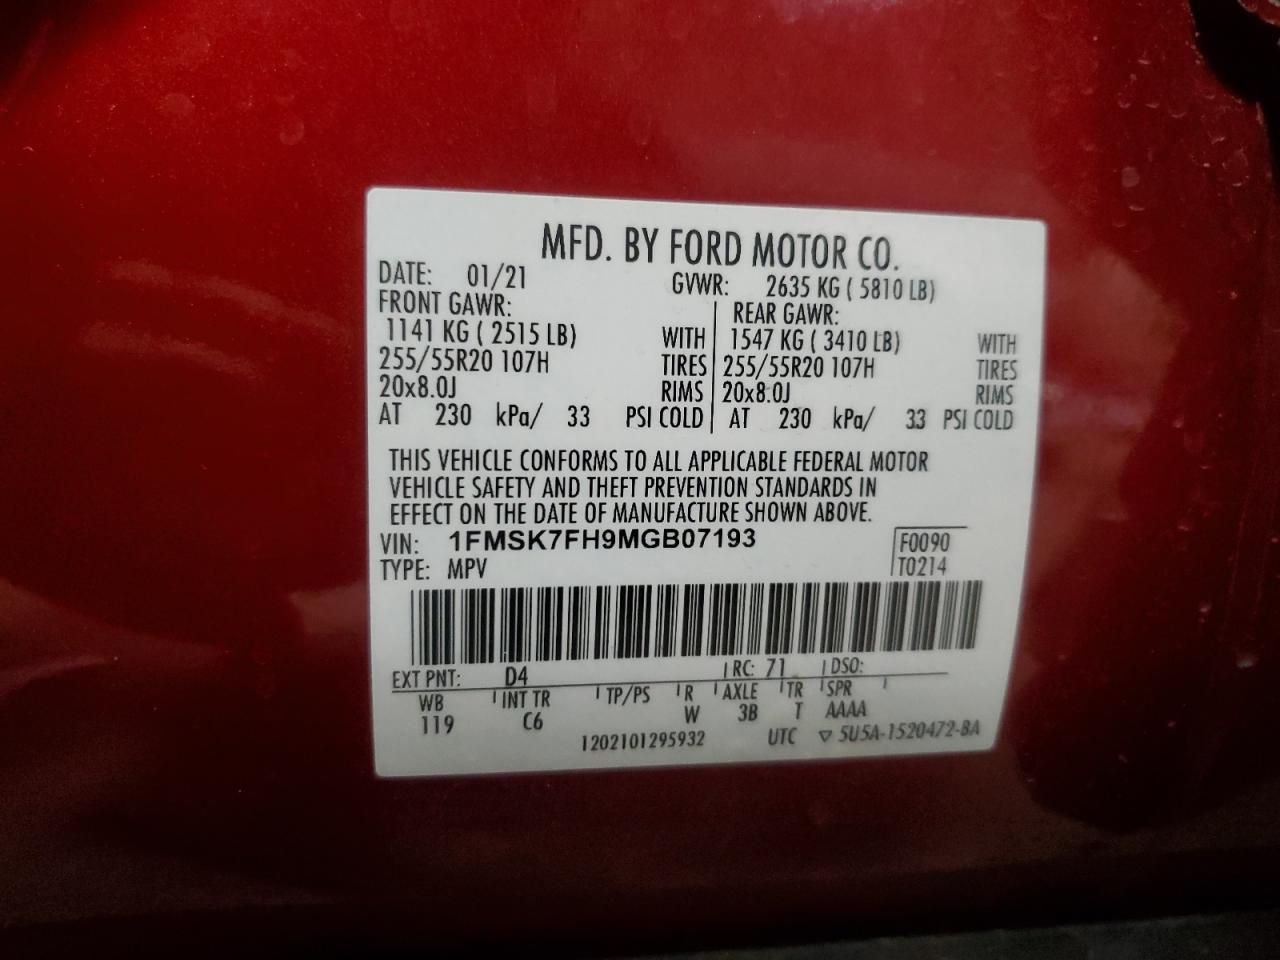 MFD. BY FORD MOTOR CO.
DATE: 01/21 GVWR: 2635 KG ( 5810 LB)
FRONT GAWR: REAR GAWR:
1141 KG ( 2515 LB) WITH 1547 KG ( 3410 LB) WITH
255/55R20 107H TIRES 255/55R20 107H TIRES
20x8.0J RIMS 20x8.0J RIMS
AT 230 kPa/ 33 PSI COLD AT 230 kPa/ 33 PSI COLD
THIS VEHICLE CONFORMS TO ALL APPLICABLE FEDERAL MOTOR
VEHICLE SAFETY AND THEFT PREVENTION STANDARDS IN
EFFECT ON THE DATE OF MANUFACTURE SHOWN ABOVE.
VIN: 1FMSK7FH9MGB07193 F0090
TYPE: MPV T0214
EXT PNT: D4 RC: 71 DSO:
WB INT TR TP/PS R AXLE TR SPR
119 C6 W 3B T AAAA
1202101295932 UTC ▽ 5U5A-1520472-BA